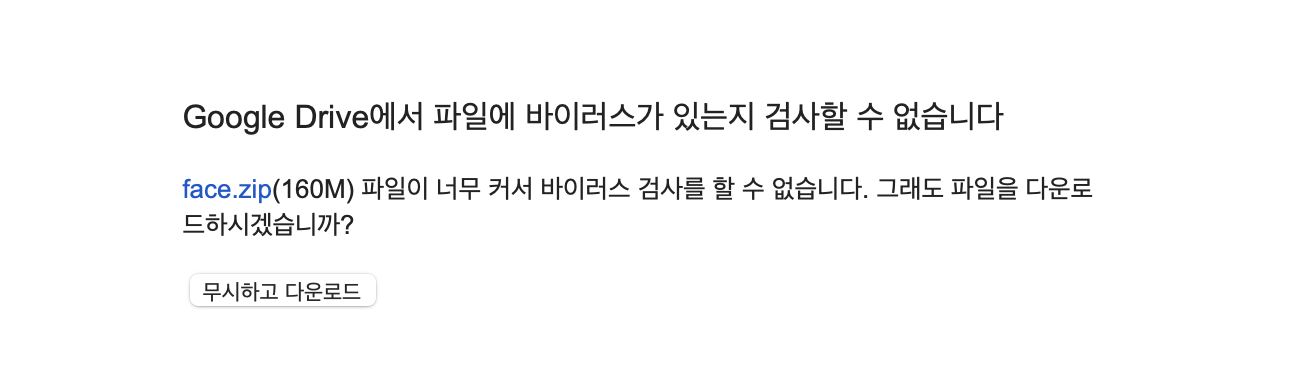 Google Drive에서 파일에 바이러스가 있는지 검사할 수 없습니다
face.zip(160M) 파일이 너무 커서 바이러스 검사를 할 수 없습니다. 그래도 파일을 다운로
드하시겠습니까?
무시하고 다운로드